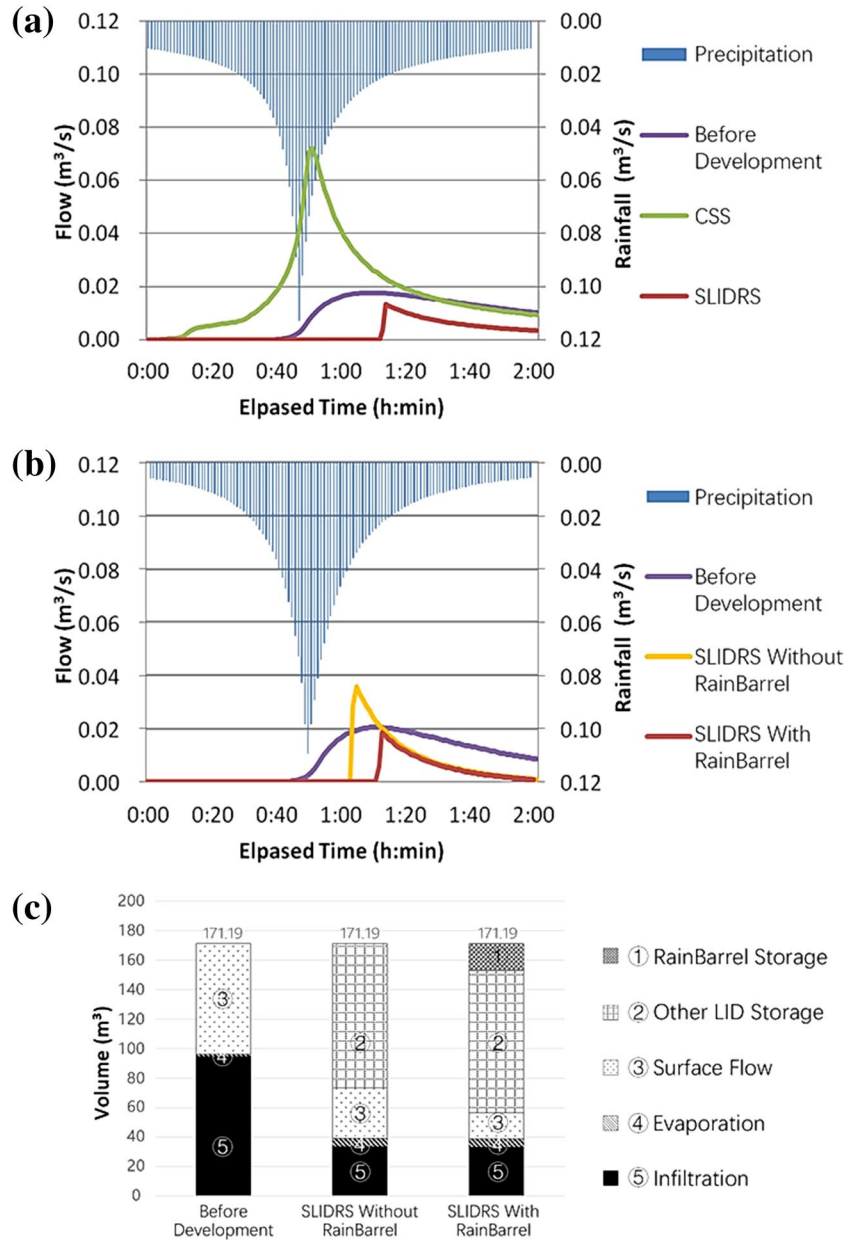 (a)
0.12
0.10
0.08
0.06
0.04
0.02
0.00
Flow (m³/s)
0.00
0.02
0.04
0.06
0.08
0.10
0.12
Rainfall (m³/s)
0:00 0:20 0:40 1:00 1:20 1:40 2:00
Elpased Time (h:min)
Precipitation
Before
Development
CSS
SLIDRS
(b)
0.12
0.10
0.08
0.06
0.04
0.02
0.00
Flow (m³/s)
0.00
0.02
0.04
0.06
0.08
0.10
0.12
Rainfall (m³/s)
0:00 0:20 0:40 1:00 1:20 1:40 2:00
Elpased Time (h:min)
Precipitation
Before
Development
SLIDRS Without
RainBarrel
SLIDRS With
RainBarrel
(c)
200
180
160
140
120
100
80
60
40
20
0
Volume (m³)
171.19
③
④
⑤
171.19
②
③
④
⑤
171.19
①
②
③
④
⑤
Before
Development
SLIDRS Without
RainBarrel
SLIDRS With
RainBarrel
① RainBarrel Storage
② Other LID Storage
③ Surface Flow
④ Evaporation
⑤ Infiltration